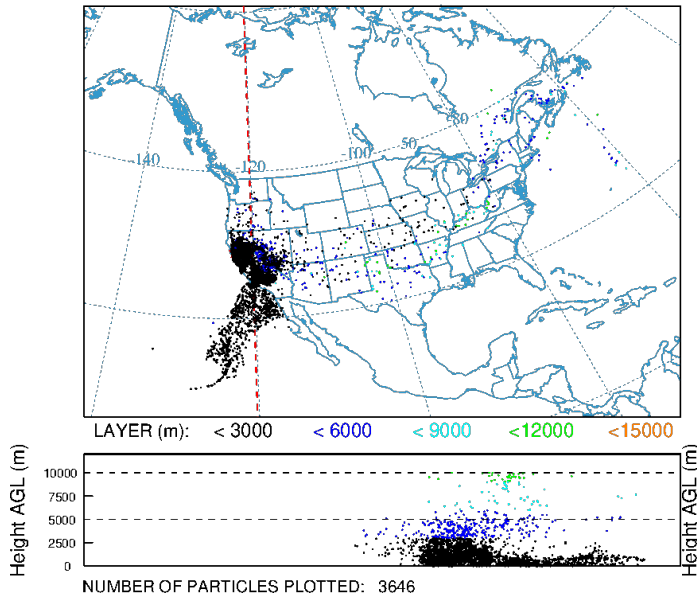 60
-80
-50
-100
-120
-140
LAYER (m): < 3000 < 6000 < 9000 <12000 <15000
Height AGL (m)
10000
7500
5000
2500
0
Height AGL (m)
NUMBER OF PARTICLES PLOTTED: 3646